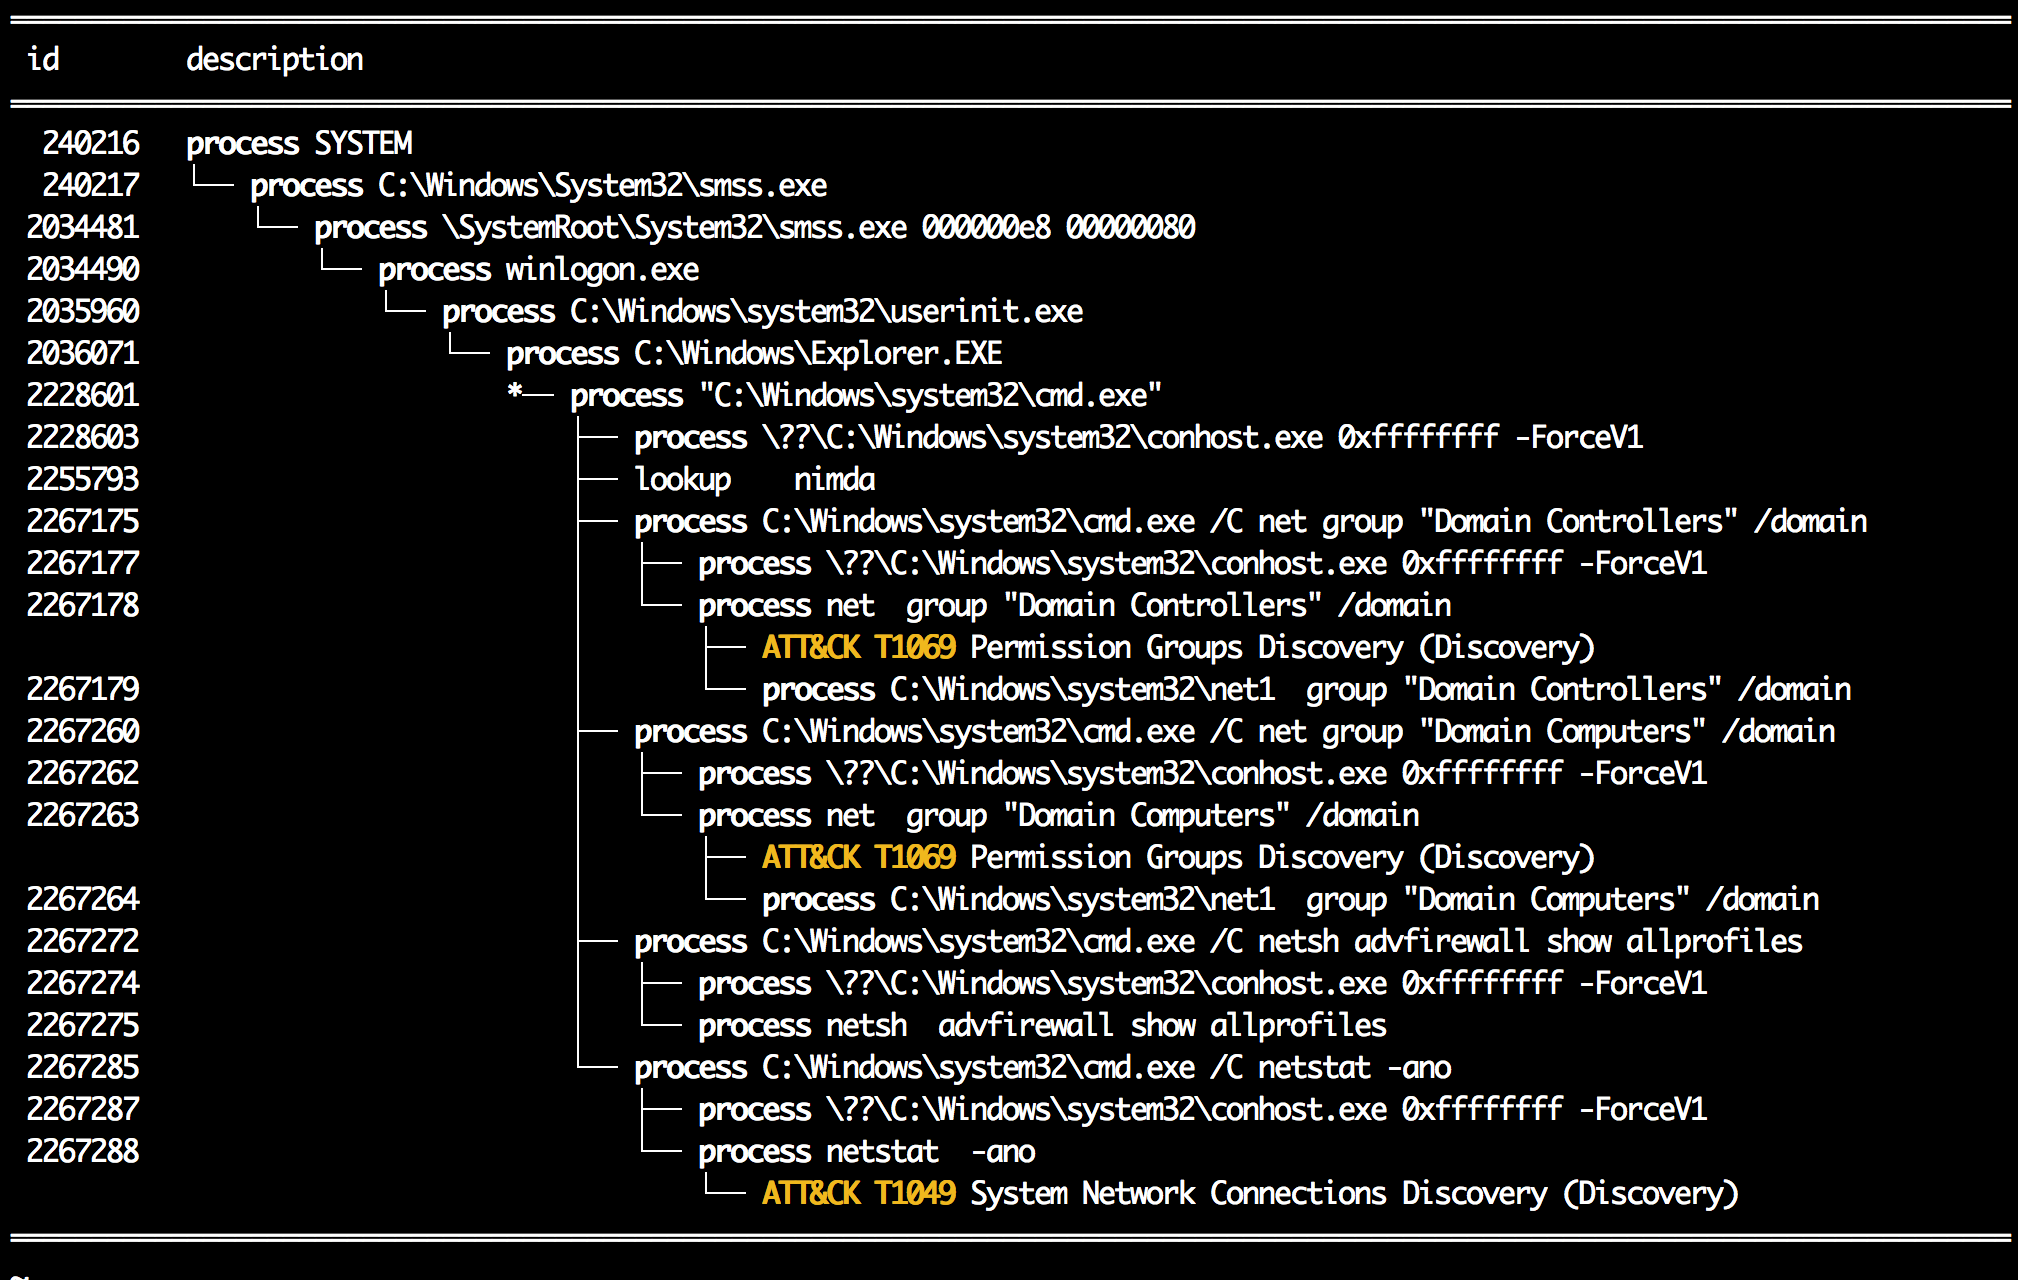 id description
240216 process SYSTEM
240217 process C:\Windows\System32\smss.exe
2034481 process \SystemRoot\System32\smss.exe 000000e8 00000080
2034490 process winlogon.exe
2035960 process C:\Windows\system32\userinit.exe
2036071 process C:\Windows\Explorer.EXE
2228601 *── process "C:\Windows\system32\cmd.exe"
2228603 process \??\C:\Windows\system32\conhost.exe 0xffffffff -ForceV1
2255793 lookup nimda
2267175 process C:\Windows\system32\cmd.exe /C net group "Domain Controllers" /domain
2267177 process \??\C:\Windows\system32\conhost.exe 0xffffffff -ForceV1
2267178 process net group "Domain Controllers" /domain
ATT&CK T1069 Permission Groups Discovery (Discovery)
2267179 process C:\Windows\system32\net1 group "Domain Controllers" /domain
2267260 process C:\Windows\system32\cmd.exe /C net group "Domain Computers" /domain
2267262 process \??\C:\Windows\system32\conhost.exe 0xffffffff -ForceV1
2267263 process net group "Domain Computers" /domain
ATT&CK T1069 Permission Groups Discovery (Discovery)
2267264 process C:\Windows\system32\net1 group "Domain Computers" /domain
2267272 process C:\Windows\system32\cmd.exe /C netsh advfirewall show allprofiles
2267274 process \??\C:\Windows\system32\conhost.exe 0xffffffff -ForceV1
2267275 process netsh advfirewall show allprofiles
2267285 process C:\Windows\system32\cmd.exe /C netstat -ano
2267287 process \??\C:\Windows\system32\conhost.exe 0xffffffff -ForceV1
2267288 process netstat -ano
ATT&CK T1049 System Network Connections Discovery (Discovery)